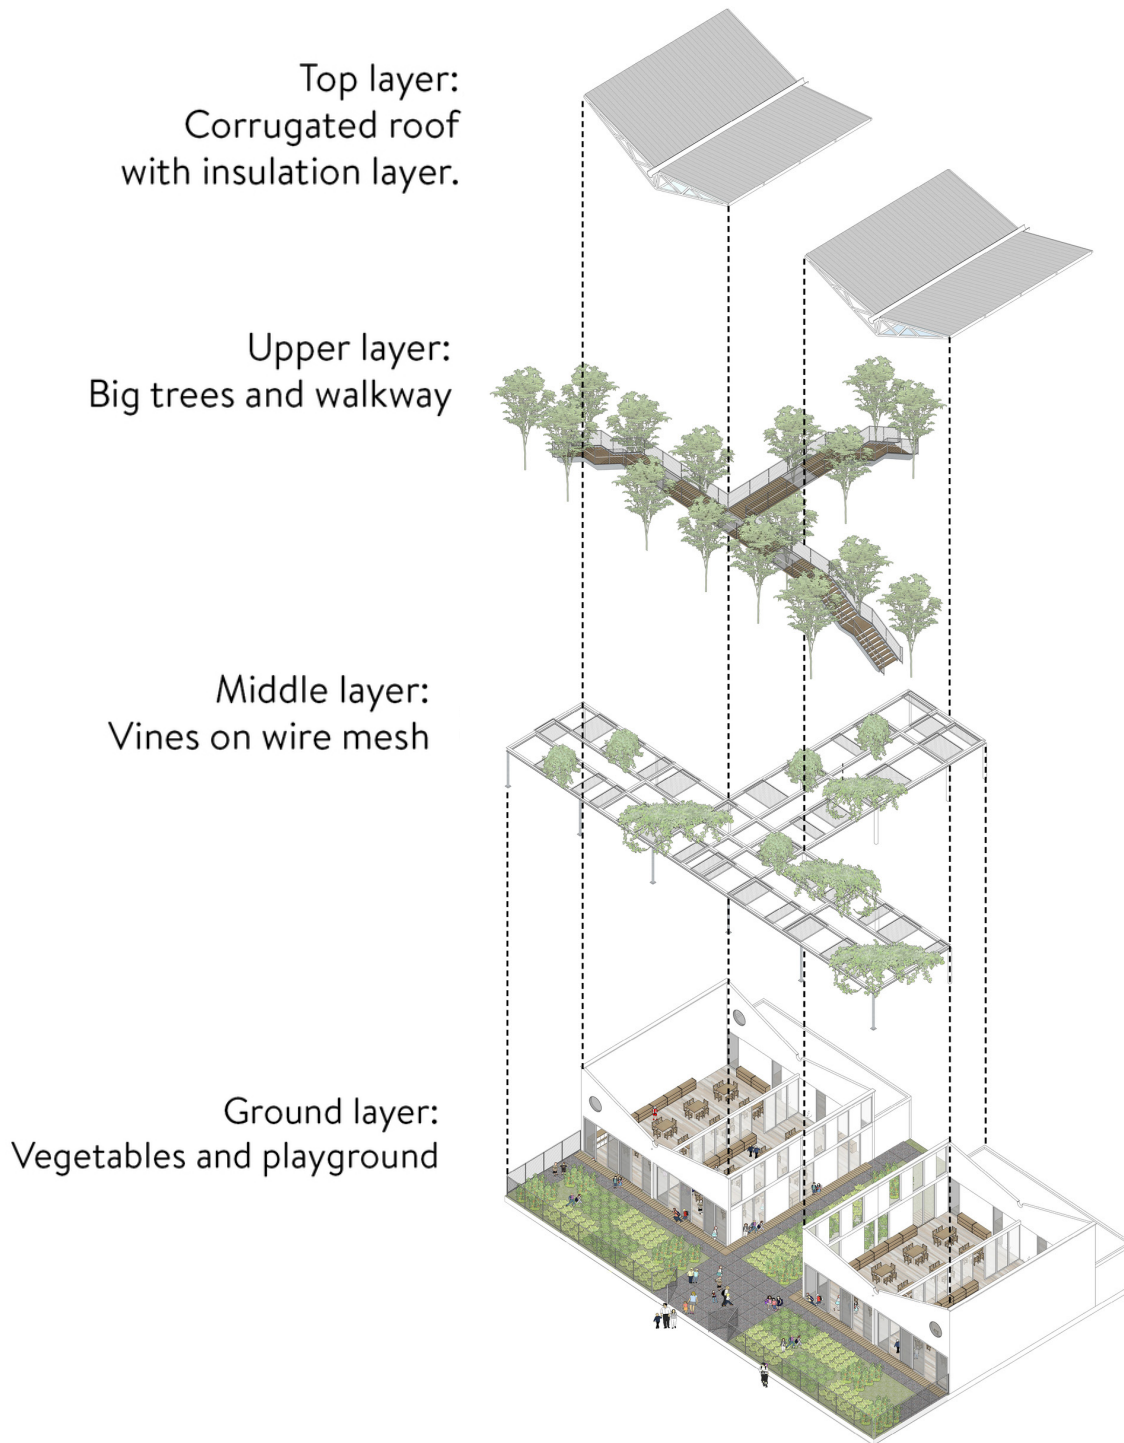 Top layer:
Corrugated roof
with insulation layer.
Upper layer:
Big trees and walkway
Middle layer:
Vines on wire mesh
Ground layer:
Vegetables and playground